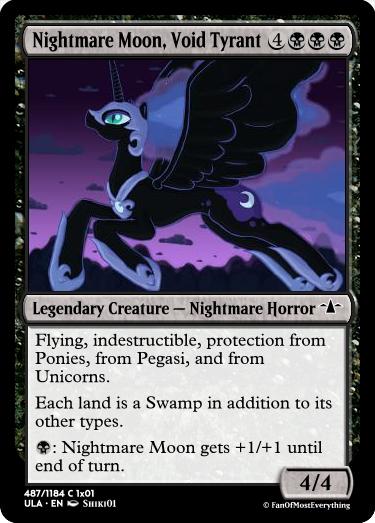 Nightmare Moon, Void Tyrant 4
Legendary Creature — Nightmare Horror
Flying, indestructible, protection from
Ponies, from Pegasi, and from
Unicorns.
Each land is a Swamp in addition to its
other types.
: Nightmare Moon gets +1/+1 until
end of turn.
4/4
487/1184 C 1x01
ULA · EN SHIKI01
© FanOfMostEverything